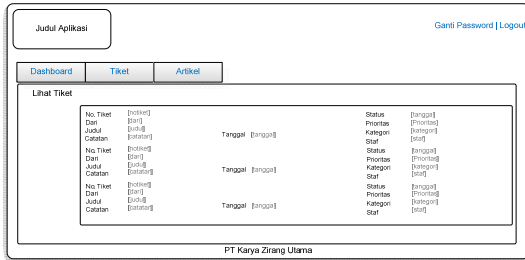 Judul Aplikasi
Ganti Password | Logout
Dashboard Tiket Artikel
Lihat Tiket
No. Tiket [notiket] Status [tanggal]
Dari [dari] Prioritas [Prioritas]
Judul [judul] Tanggal [tanggal] Kategori [kategori]
Catatan [catatan] Staf [staf]
No. Tiket [notiket] Status [tanggal]
Dari [dari] Prioritas [Prioritas]
Judul [judul] Tanggal [tanggal] Kategori [kategori]
Catatan [catatan] Staf [staf]
No. Tiket [notiket] Status [tanggal]
Dari [dari] Prioritas [Prioritas]
Judul [judul] Tanggal [tanggal] Kategori [kategori]
Catatan [catatan] Staf [staf]
PT Karya Zirang Utama